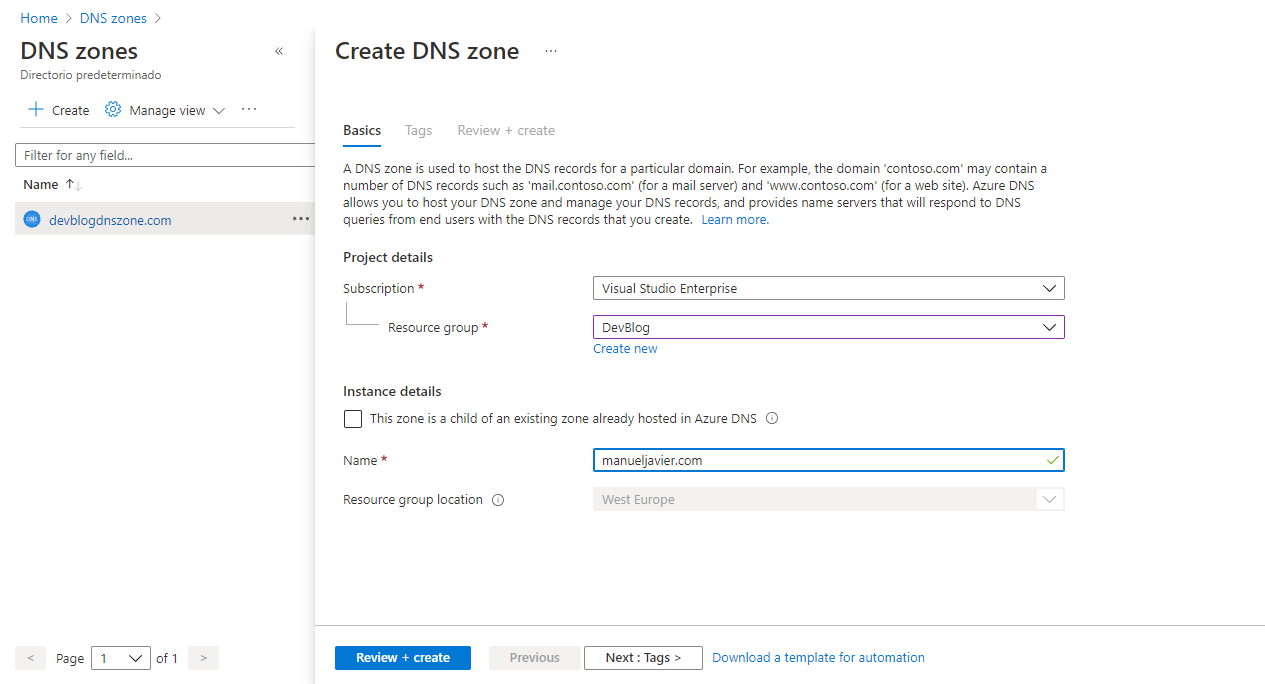 Home > DNS zones >
DNS zones
«
Directorio predeterminado
Create
Manage view
...
Filter for any field...
Name ↑↓
DNS devblogdnszone.com ...
< Page 1 of 1 >
Create DNS zone ...
Basics Tags Review + create
A DNS zone is used to host the DNS records for a particular domain. For example, the domain 'contoso.com' may contain a
number of DNS records such as 'mail.contoso.com' (for a mail server) and 'www.contoso.com' (for a web site). Azure DNS
allows you to host your DNS zone and manage your DNS records, and provides name servers that will respond to DNS
queries from end users with the DNS records that you create. Learn more.
Project details
Subscription * Visual Studio Enterprise
Resource group * DevBlog
Create new
Instance details
This zone is a child of an existing zone already hosted in Azure DNS
Name * manueljavier.com
Resource group location West Europe
Review + create Previous Next : Tags > Download a template for automation